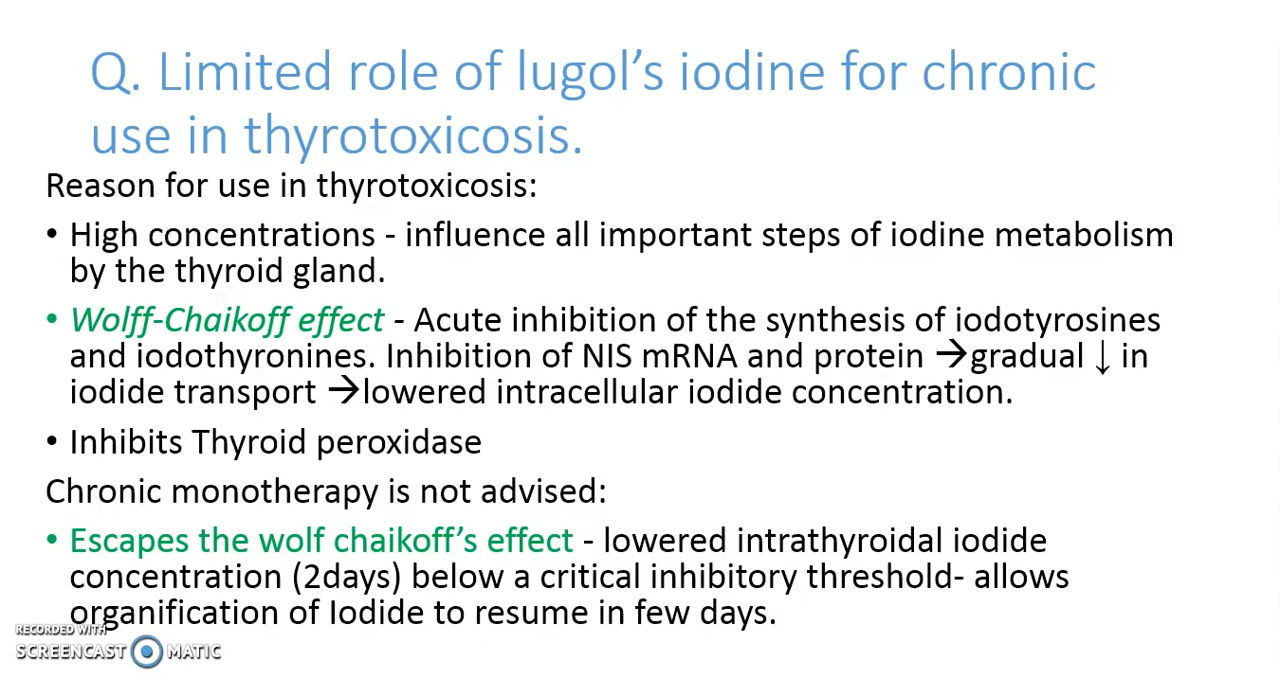 Q. Limited role of lugol’s iodine for chronic
use in thyrotoxicosis.
Reason for use in thyrotoxicosis:
• High concentrations - influence all important steps of iodine metabolism
by the thyroid gland.
• Wolff-Chaikoff effect - Acute inhibition of the synthesis of iodotyrosines
and iodothyronines. Inhibition of NIS mRNA and protein →gradual ↓ in
iodide transport →lowered intracellular iodide concentration.
• Inhibits Thyroid peroxidase
Chronic monotherapy is not advised:
• Escapes the wolf chaikoff’s effect - lowered intrathyroidal iodide
concentration (2days) below a critical inhibitory threshold- allows
organification of Iodide to resume in few days.
RECORDED WITH
SCREENCAST MATIC